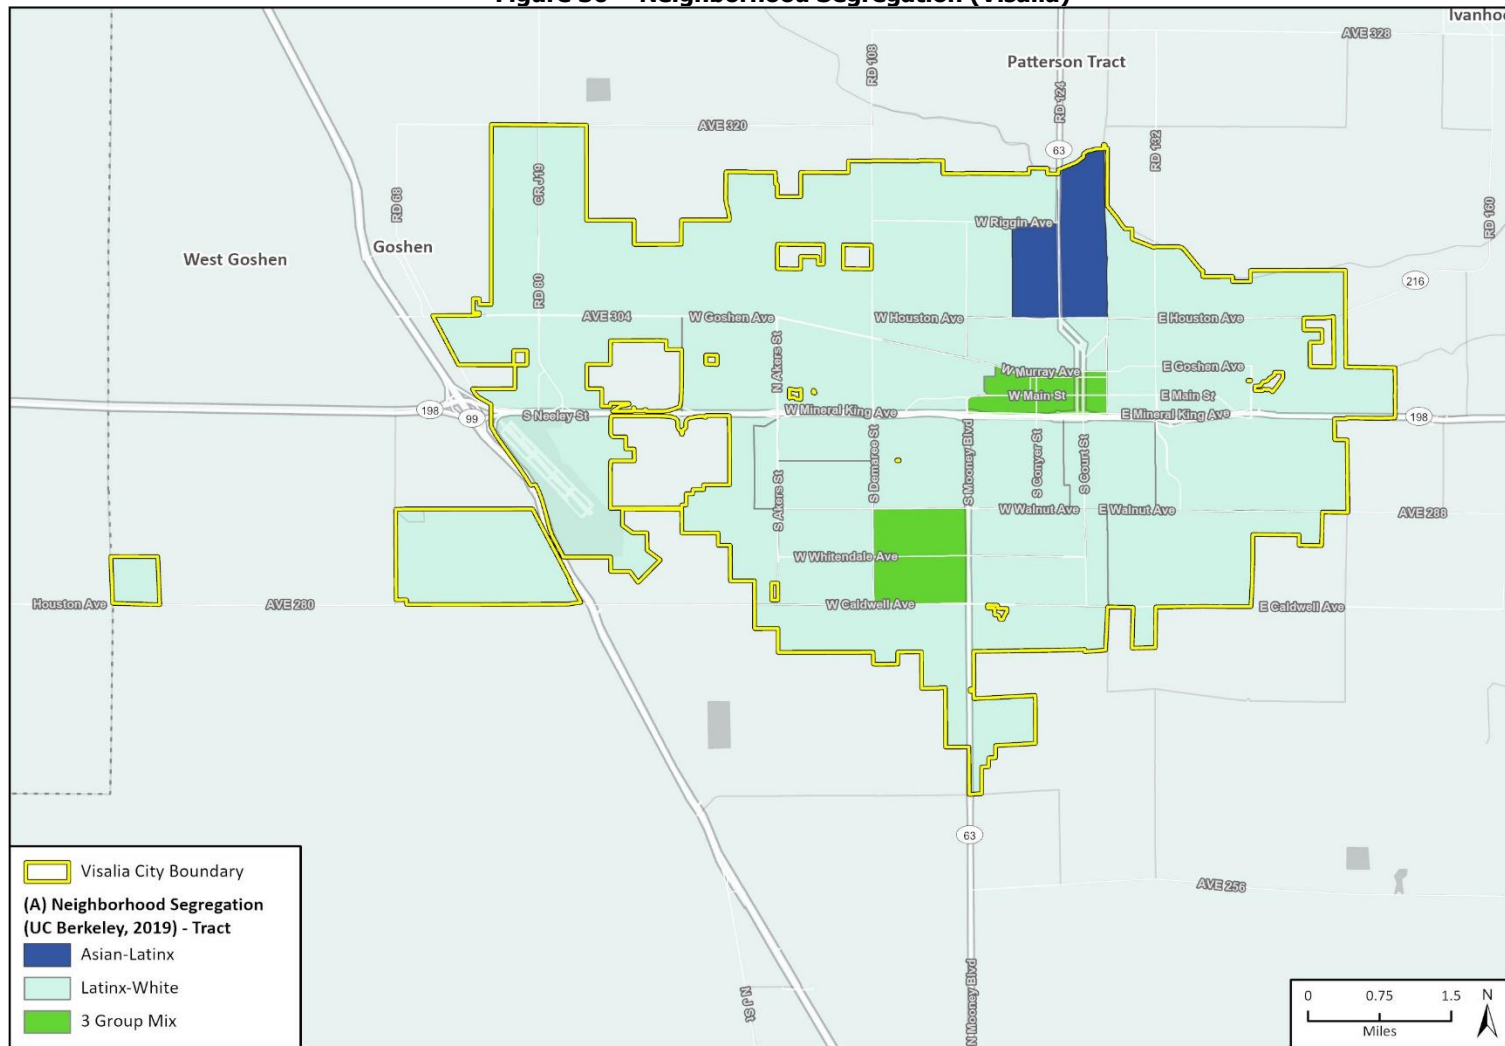 Figure 36 – Neighborhood Segregation (Visalia)
Ivanhoe
AVE 328
RD 108
Patterson Tract
RD 124
AVE 320
63
RD 132
CR J19
RD 68
RD 160
W Riggin Ave
Goshen
West Goshen
RD 80
216
AVE 304
W Goshen Ave
W Houston Ave
E Houston Ave
N Akers St
W Murray Ave
E Goshen Ave
W Main St
E Main St
198
99
S Neeley St
W Mineral King Ave
E Mineral King Ave
198
S Demaree St
S Mooney Blvd
S Conyer St
S Court St
S Akers St
W Walnut Ave
E Walnut Ave
AVE 288
W Whitendale Ave
Houston Ave
AVE 280
W Caldwell Ave
E Caldwell Ave
63
AVE 256
N Mooney Blvd
N J St
Visalia City Boundary
(A) Neighborhood Segregation
(UC Berkeley, 2019) - Tract
Asian-Latinx
Latinx-White
3 Group Mix
0 0.75 1.5
Miles
N